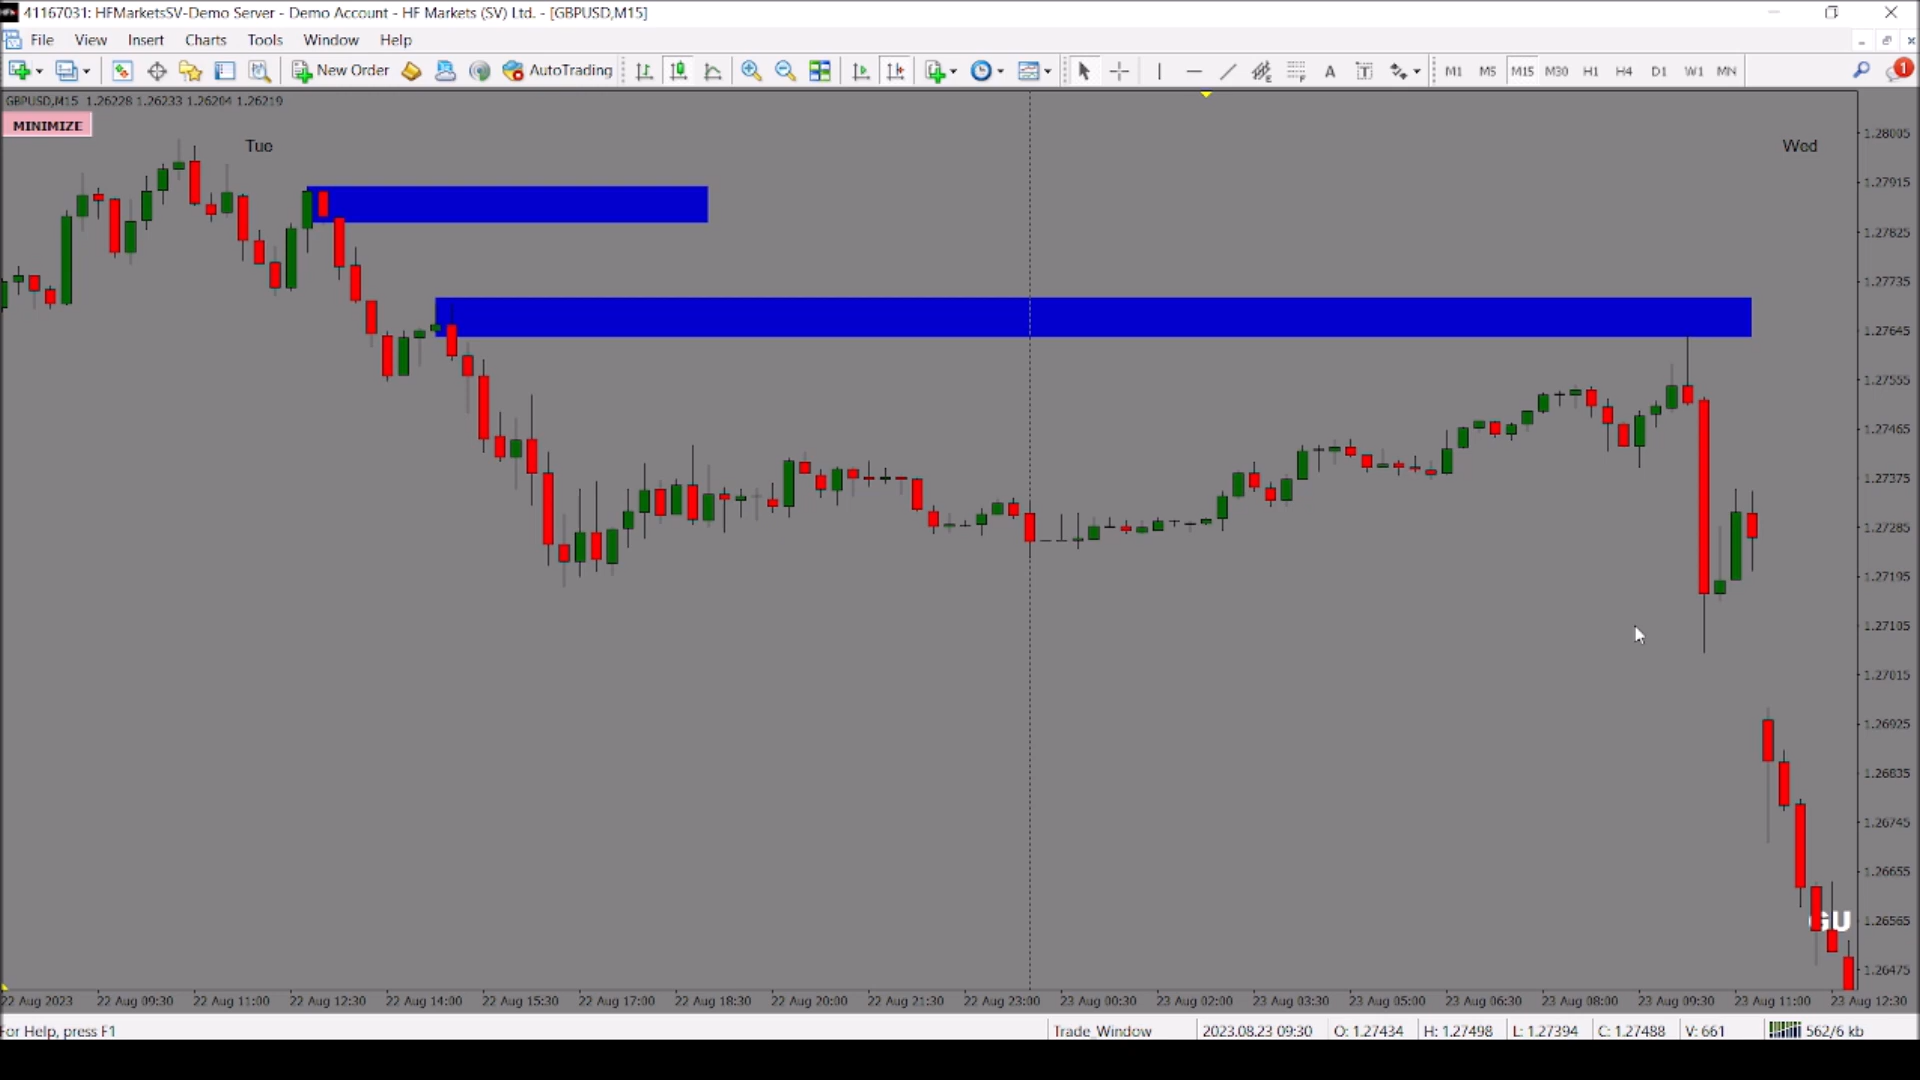 41167031: HFMarketsSV-Demo Server - Demo Account - HF Markets (SV) Ltd. - [GBPUSD,M15]
File View Insert Charts Tools Window Help
New Order AutoTrading A T M1 M5 M15 M30 H1 H4 D1 W1 MN 1
GBPUSD,M15 1.26228 1.26233 1.26204 1.26219
MINIMIZE
Tue
Wed
1.28005
1.27915
1.27825
1.27735
1.27645
1.27555
1.27465
1.27375
1.27285
1.27195
1.27105
1.27015
1.26925
1.26835
1.26745
1.26655
1.26565
1.26475
GU
22 Aug 2023 22 Aug 09:30 22 Aug 11:00 22 Aug 12:30 22 Aug 14:00 22 Aug 15:30 22 Aug 17:00 22 Aug 18:30 22 Aug 20:00 22 Aug 21:30 22 Aug 23:00 23 Aug 00:30 23 Aug 02:00 23 Aug 03:30 23 Aug 05:00 23 Aug 06:30 23 Aug 08:00 23 Aug 09:30 23 Aug 11:00 23 Aug 12:30
For Help, press F1 Trade_Window 2023.08.23 09:30 O: 1.27434 H: 1.27498 L: 1.27394 C: 1.27488 V: 661 562/6 kb